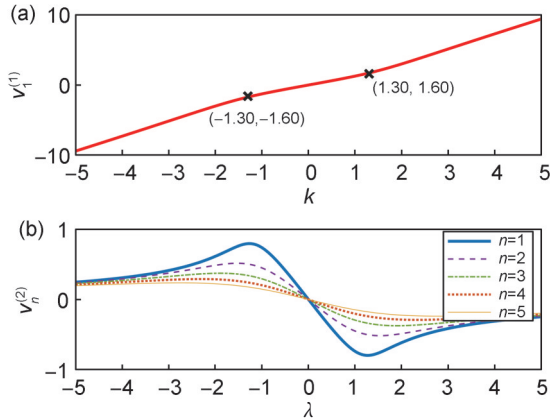 (a)
10
0
−10
v₁⁽¹⁾
(−1.30,−1.60)
(1.30, 1.60)
−5 −4 −3 −2 −1 0 1 2 3 4 5
k
(b)
1
0
−1
vₙ⁽²⁾
n=1
n=2
n=3
n=4
n=5
−5 −4 −3 −2 −1 0 1 2 3 4 5
λ